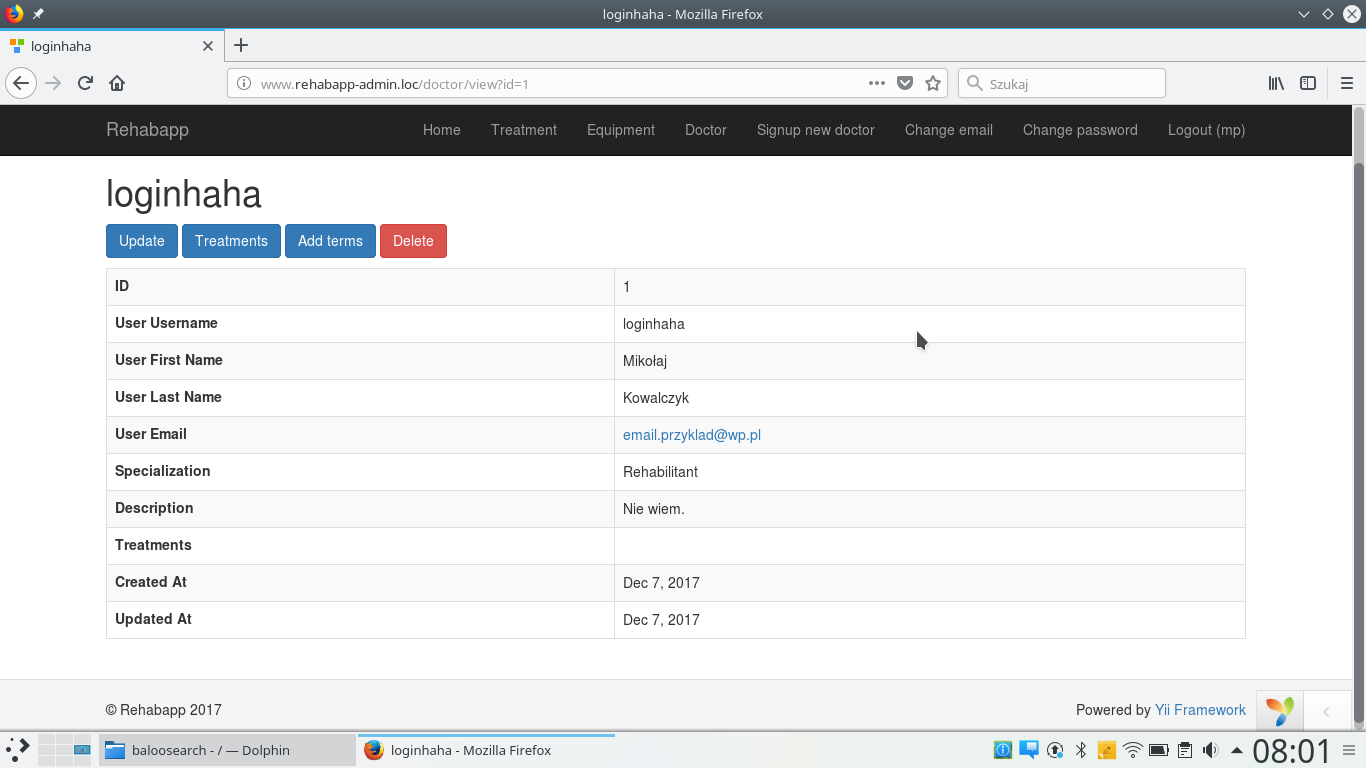 loginhaha - Mozilla Firefox
loginhaha
www.rehabapp-admin.loc/doctor/view?id=1
Szukaj
Rehabapp Home Treatment Equipment Doctor Signup new doctor Change email Change password Logout (mp)
loginhaha
Update Treatments Add terms Delete
ID 1
User Username loginhaha
User First Name Mikołaj
User Last Name Kowalczyk
User Email email.przyklad@wp.pl
Specialization Rehabilitant
Description Nie wiem.
Treatments
Created At Dec 7, 2017
Updated At Dec 7, 2017
© Rehabapp 2017 Powered by Yii Framework
baloosearch - / — Dolphin loginhaha - Mozilla Firefox 08:01